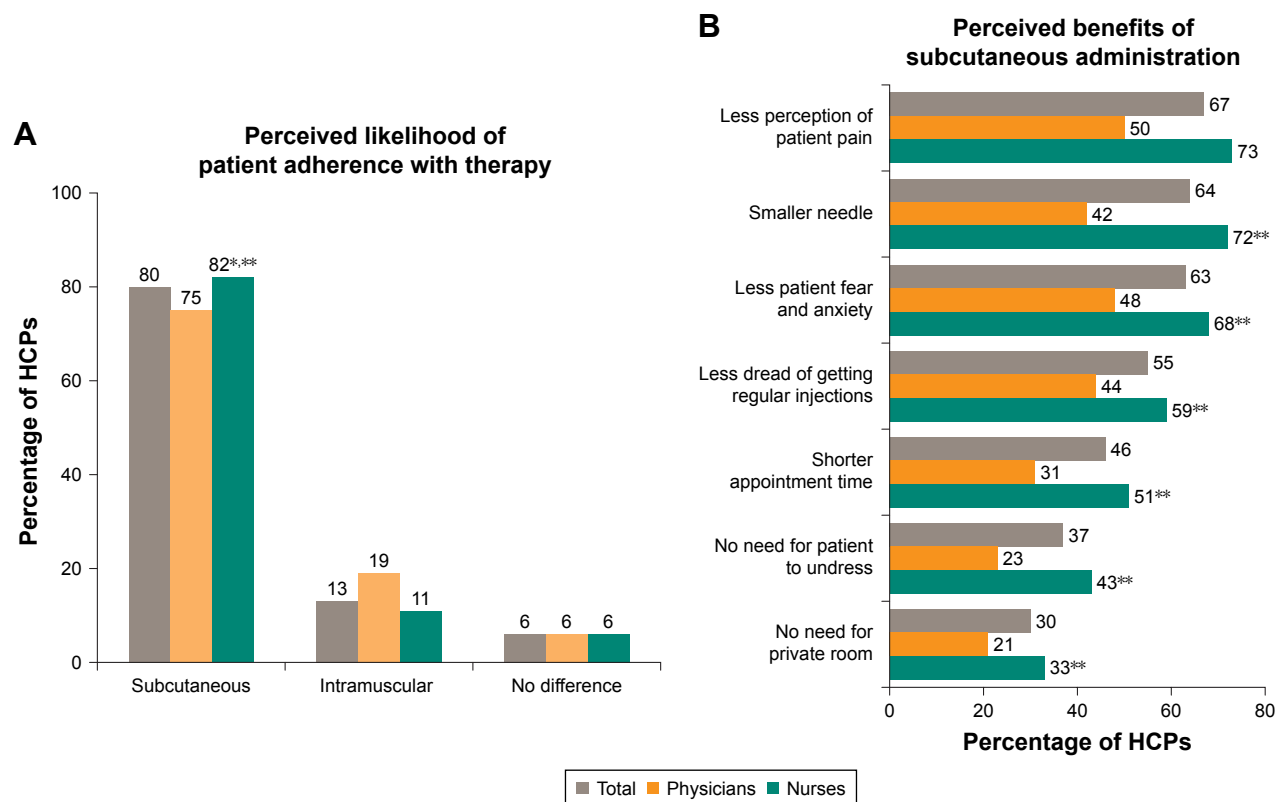 A
Perceived likelihood of
patient adherence with therapy
Percentage of HCPs
100
80
60
40
20
0
80
75
82*,**
13
19
11
6
6
6
Subcutaneous
Intramuscular
No difference
B
Perceived benefits of
subcutaneous administration
Less perception of
patient pain
67
50
73
Smaller needle
64
42
72**
Less patient fear
and anxiety
63
48
68**
Less dread of getting
regular injections
55
44
59**
Shorter
appointment time
46
31
51**
No need for patient
to undress
37
23
43**
No need for
private room
30
21
33**
0
20
40
60
80
Percentage of HCPs
Total
Physicians
Nurses